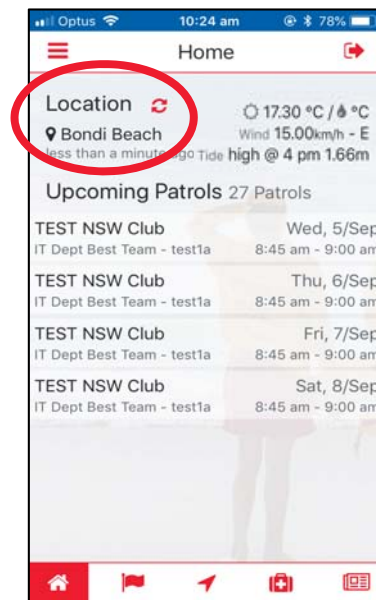 Optus 10:24 am 78%
Home
Location 17.30 °C / °C
Bondi Beach Wind 15.00km/h - E
less than a minute ago Tide high @ 4 pm 1.66m
Upcoming Patrols 27 Patrols
TEST NSW Club Wed, 5/Sep
IT Dept Best Team - test1a 8:45 am - 9:00 am
TEST NSW Club Thu, 6/Sep
IT Dept Best Team - test1a 8:45 am - 9:00 am
TEST NSW Club Fri, 7/Sep
IT Dept Best Team - test1a 8:45 am - 9:00 am
TEST NSW Club Sat, 8/Sep
IT Dept Best Team - test1a 8:45 am - 9:00 am